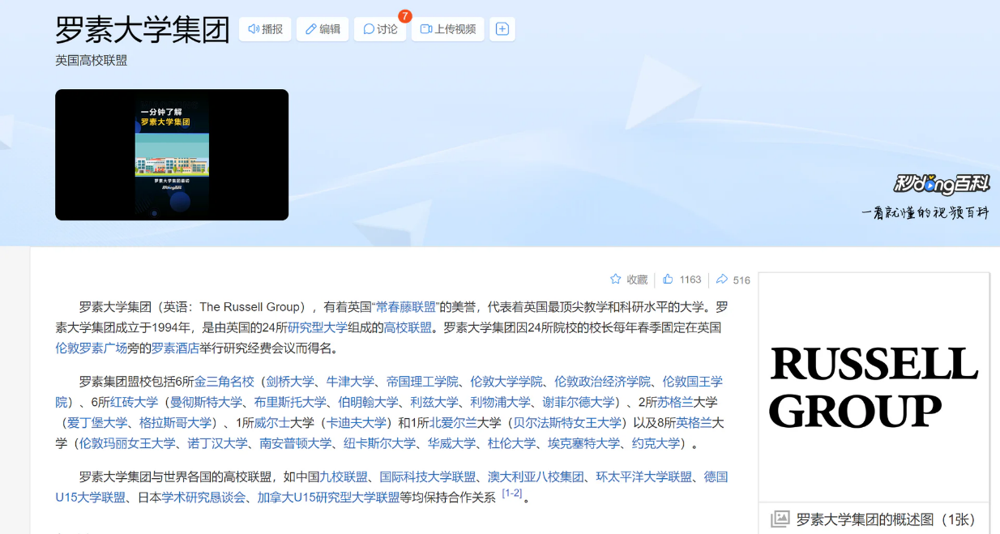 罗素大学集团
播报
编辑
讨论
7
上传视频
英国高校联盟
一分钟了解
罗素大学集团
罗素大学集团最初
秒dong百科
秒dong百科
一看就懂的视频百科
收藏
1163
516
罗素大学集团（英语：The Russell Group），有着英国“常春藤联盟”的美誉，代表着英国最顶尖教学和科研水平的大学。罗
素大学集团成立于1994年，是由英国的24所研究型大学组成的高校联盟。罗素大学集团因24所院校的校长每年春季固定在英国
伦敦罗素广场旁的罗素酒店举行研究经费会议而得名。
罗素集团盟校包括6所金三角名校（剑桥大学、牛津大学、帝国理工学院、伦敦大学学院、伦敦政治经济学院、伦敦国王学
院）、6所红砖大学（曼彻斯特大学、布里斯托大学、伯明翰大学、利兹大学、利物浦大学、谢菲尔德大学）、2所苏格兰大学
（爱丁堡大学、格拉斯哥大学）、1所威尔士大学（卡迪夫大学）和1所北爱尔兰大学（贝尔法斯特女王大学）以及8所英格兰大
学（伦敦玛丽女王大学、诺丁汉大学、南安普顿大学、纽卡斯尔大学、华威大学、杜伦大学、埃克塞特大学、约克大学）。
罗素大学集团与世界各国的高校联盟，如中国九校联盟、国际科技大学联盟、澳大利亚八校集团、环太平洋大学联盟、德国
U15大学联盟、日本学术研究恳谈会、加拿大U15研究型大学联盟等均保持合作关系 [1-2] 。
RUSSELL
GROUP
罗素大学集团的概述图（1张）